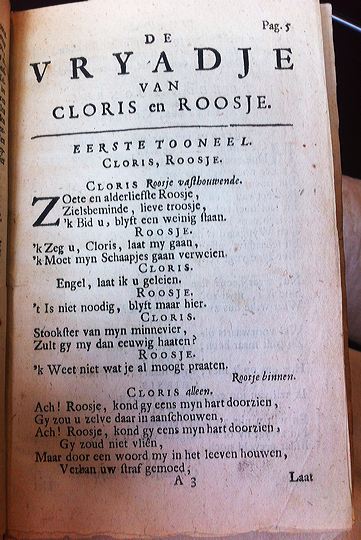 Pag. 5
DE
VRYADJE
VAN
CLORIS en ROOSJE.
EERSTE TOONEEL.
CLORIS, ROOSJE.
CLORIS Roosje vasthouwende.
ZOete en alderliefste Roosje,
Zielsbeminde, lieve troosje,
'k Bid u, blyft een weinig staan.
ROOSJE.
'k Zeg u, Cloris, laat my gaan,
'k Moet myn Schaapjes gaan verweien.
CLORIS.
Engel, laat ik u geleien.
ROOSJE.
't Is niet noodig, blyft maar hier.
CLORIS.
Stookster van myn minnevier,
Zult gy my dan eeuwig haaten?
ROOSJE.
'k Weet niet wat je al moogt praaten.
Roosje binnen.
CLORIS alleen.
Ach! Roosje, kond gy eens myn hart doorzien,
Gy zou u zelve daar in aanschouwen,
Ach! Roosje, kond gy eens myn hart doorzien,
Gy zoud niet vliên,
Maar door een woord my in het leeven houwen,
Verban uw straf gemoed,
A 3
Laat